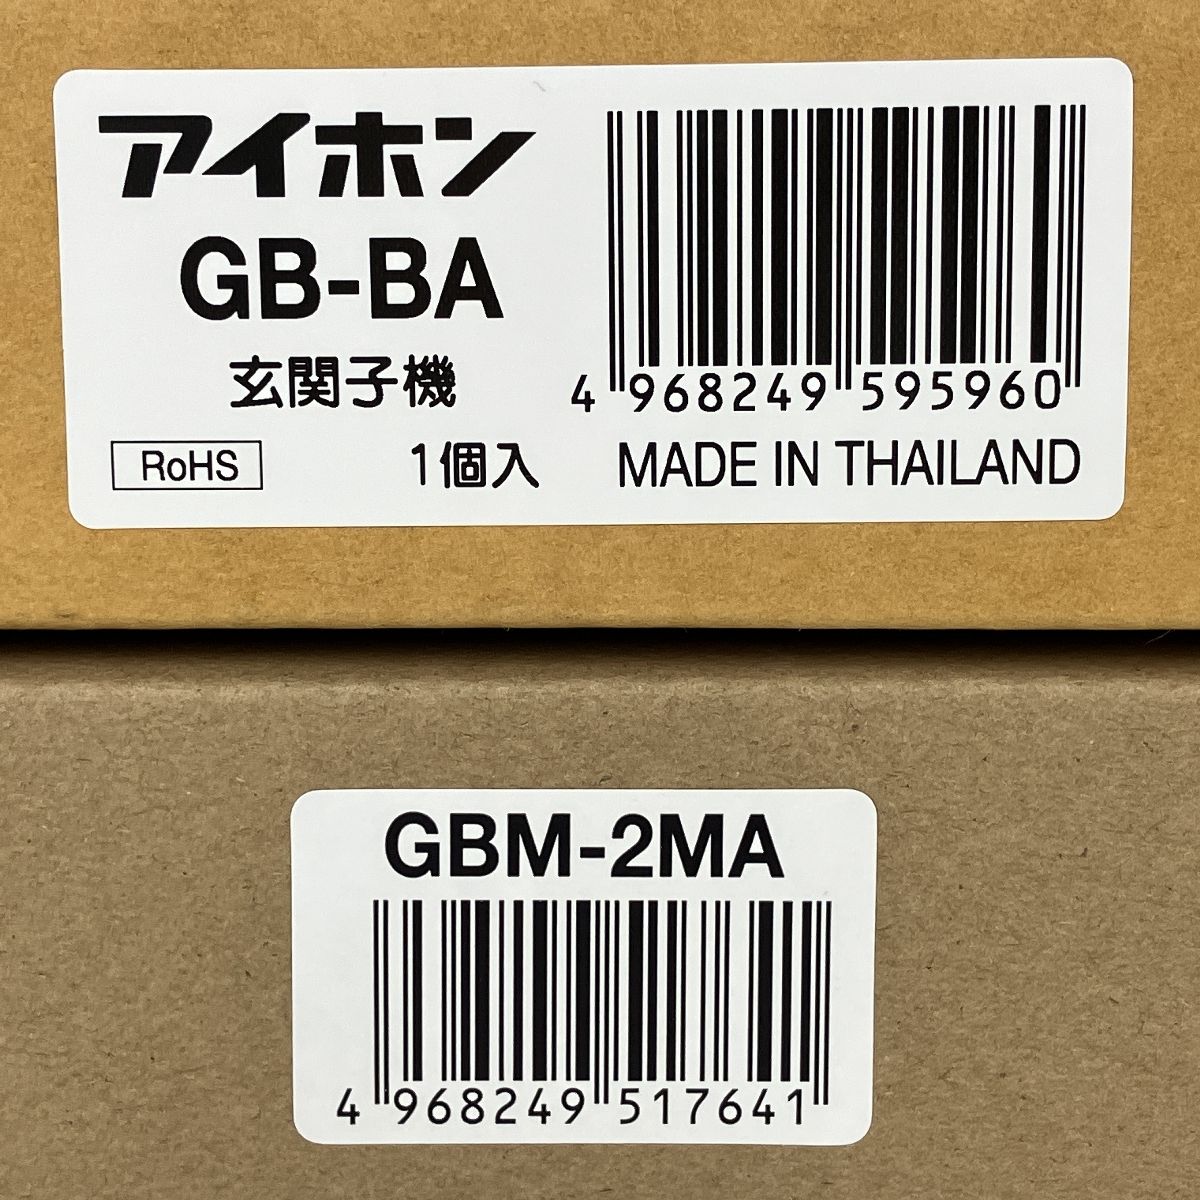 アイホン
GB-BA
玄関子機
RoHS 1個入
4 968249 595960
MADE IN THAILAND
GBM-2MA
4 968249 517641